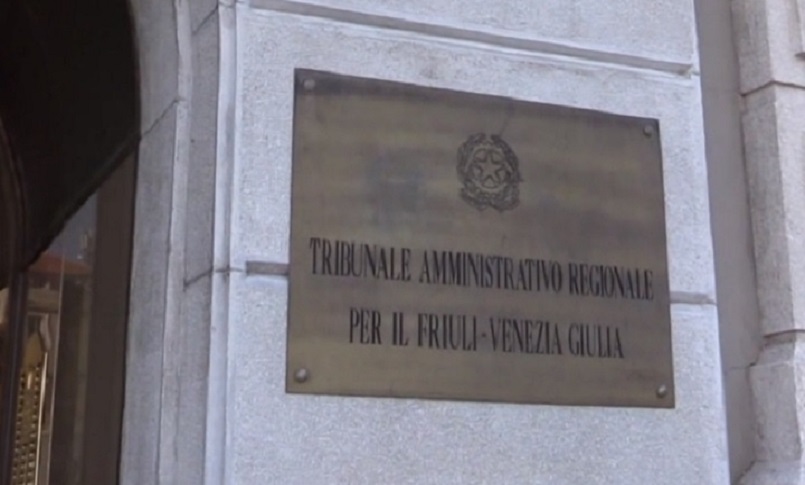 TRIBUNALE AMMINISTRATIVO REGIONALE
PER IL FRIULI-VENEZIA GIULIA